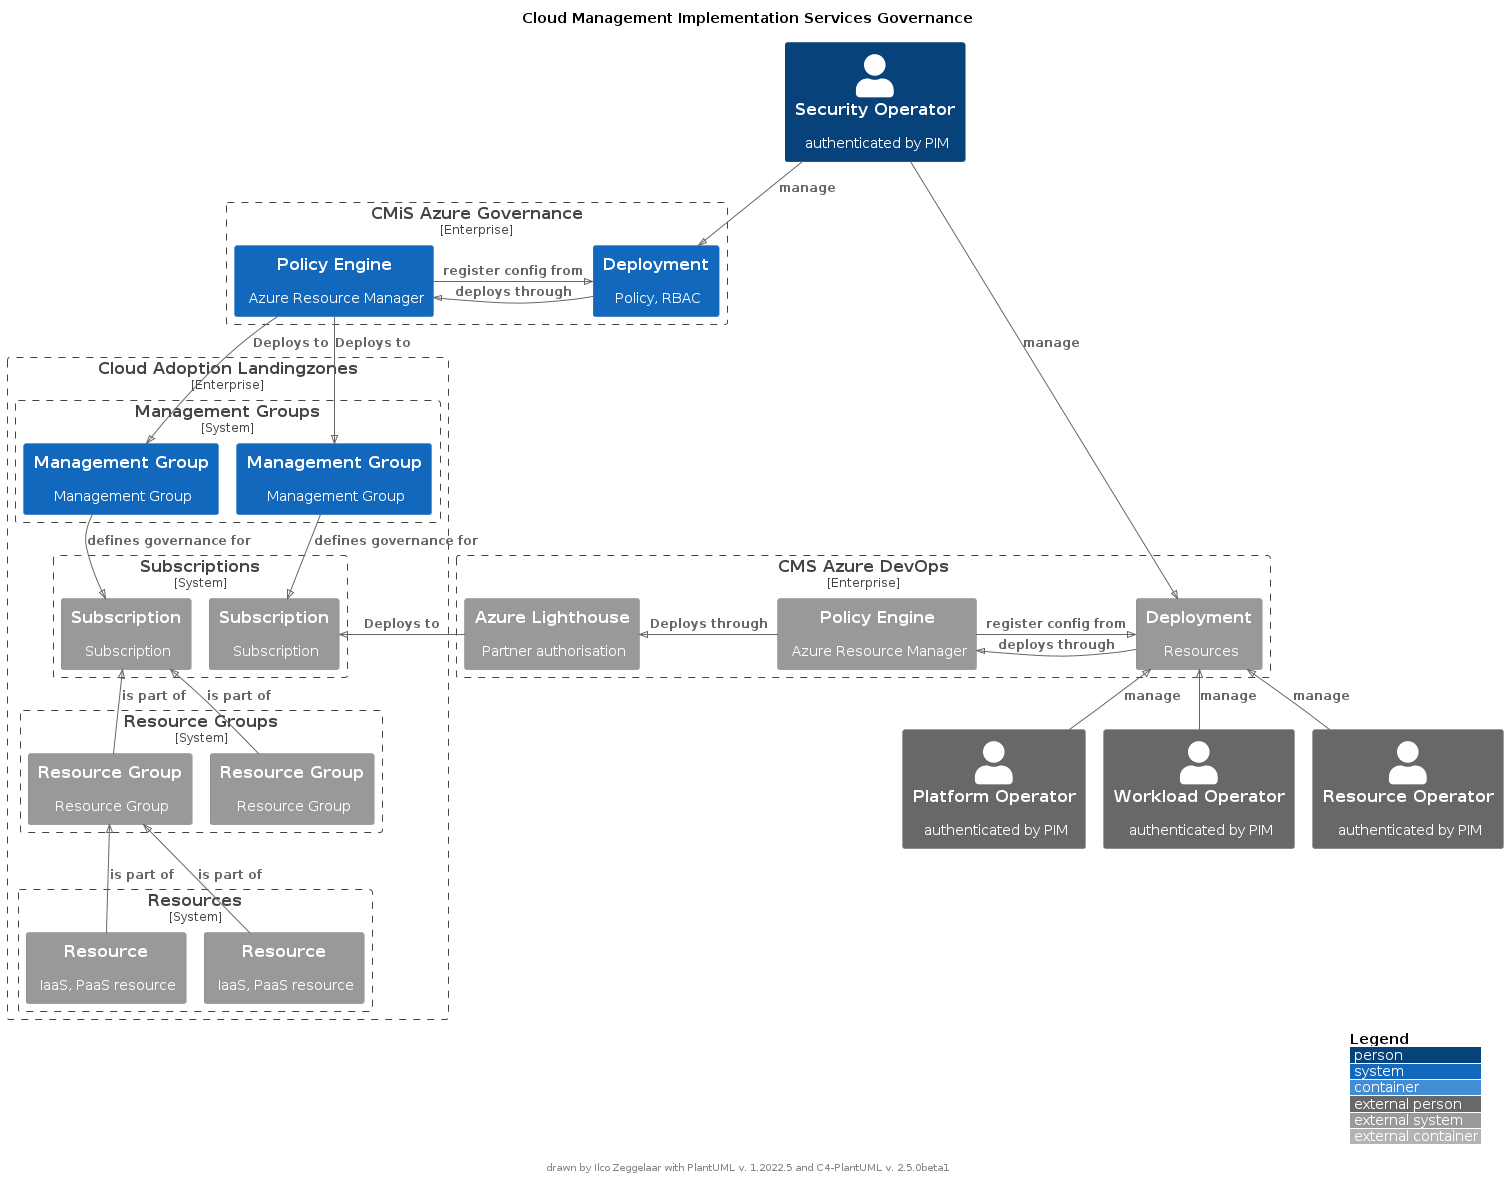 Cloud Management Implementation Services Governance
Security Operator
authenticated by PIM
manage
CMiS Azure Governance
[Enterprise]
Policy Engine
Azure Resource Manager
register config from
deploys through
Deployment
Policy, RBAC
Deploys to
Deploys to
manage
Cloud Adoption Landingzones
[Enterprise]
Management Groups
[System]
Management Group
Management Group
Management Group
Management Group
defines governance for
defines governance for
Subscriptions
[System]
Subscription
Subscription
Subscription
Subscription
Deploys to
CMS Azure DevOps
[Enterprise]
Azure Lighthouse
Partner authorisation
Deploys through
Policy Engine
Azure Resource Manager
register config from
deploys through
Deployment
Resources
is part of
is part of
manage
manage
manage
Resource Groups
[System]
Resource Group
Resource Group
Resource Group
Resource Group
Platform Operator
authenticated by PIM
Workload Operator
authenticated by PIM
Resource Operator
authenticated by PIM
is part of
is part of
Resources
[System]
Resource
IaaS, PaaS resource
Resource
IaaS, PaaS resource
Legend
person
system
container
external person
external system
external container
drawn by Ilco Zeggelaar with PlantUML v. 1.2022.5 and C4-PlantUML v. 2.5.0beta1